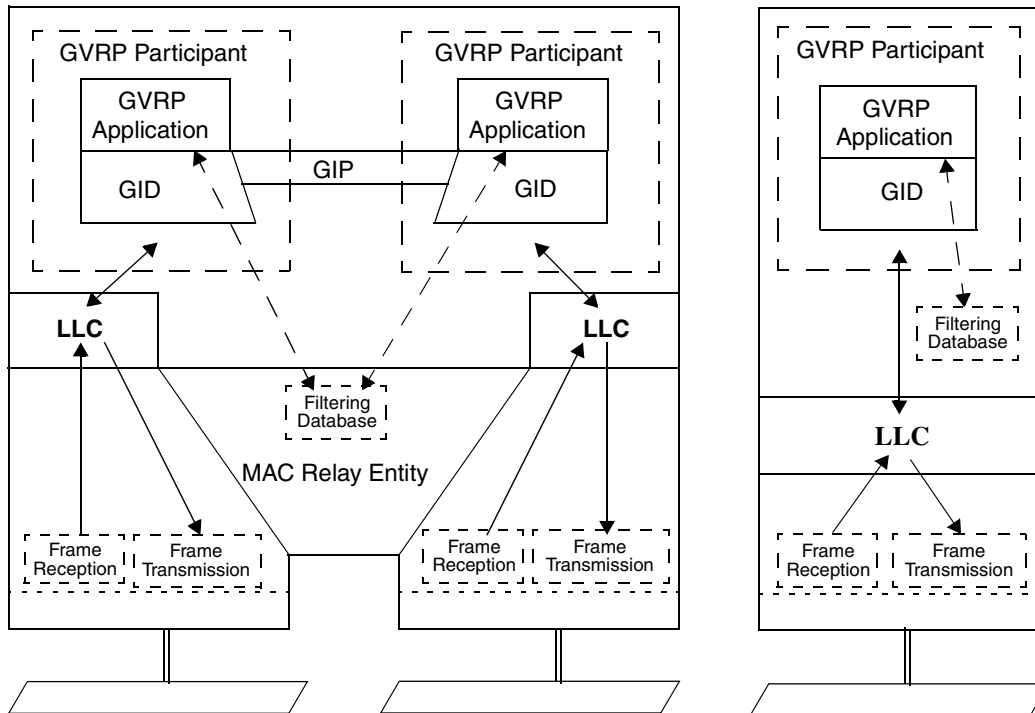 GVRP Participant
GVRP
Application
GID
GIP
GVRP Participant
GVRP
Application
GID
LLC
LLC
Filtering
Database
MAC Relay Entity
Frame
Reception
Frame
Transmission
Frame
Reception
Frame
Transmission
GVRP Participant
GVRP
Application
GID
Filtering
Database
LLC
Frame
Reception
Frame
Transmission